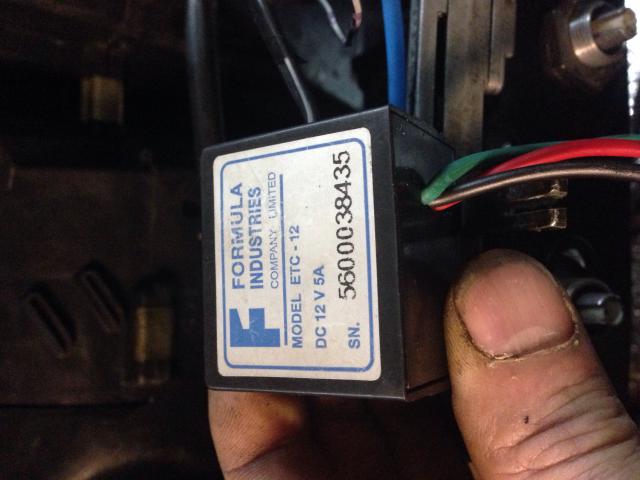 FORMULA
INDUSTRIES
COMPANY LIMITED
MODEL ETC - 12
DC 12 V 5A
SN. 5600038435